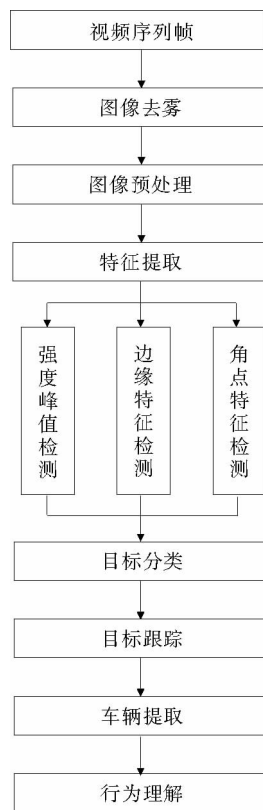 视频序列帧
图像去雾
图像预处理
特征提取
强度峰值检测
边缘特征检测
角点特征检测
目标分类
目标跟踪
车辆提取
行为理解